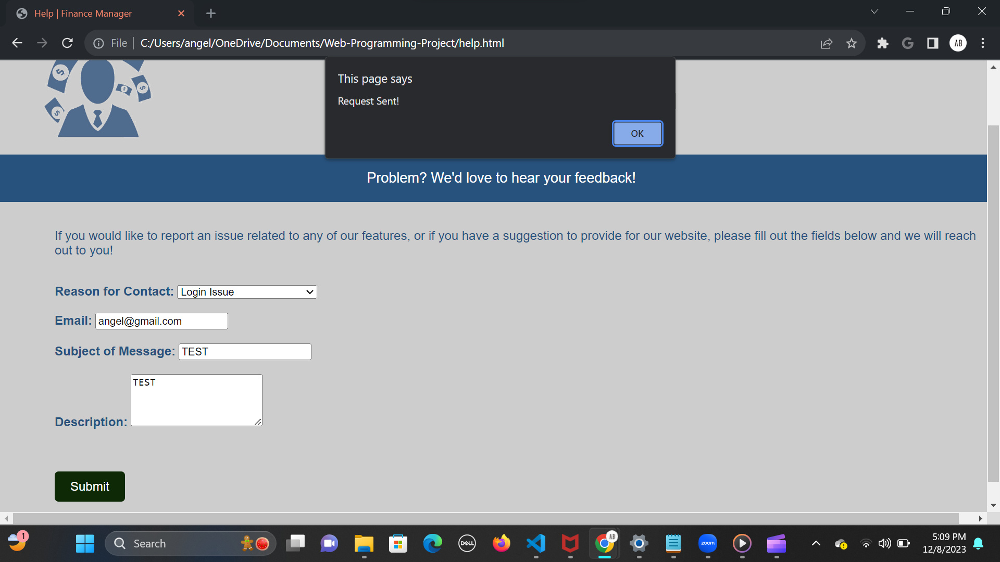 Help | Finance Manager
File | C:/Users/angel/OneDrive/Documents/Web-Programming-Project/help.html
AB
This page says
Request Sent!
OK
Problem? We'd love to hear your feedback!
If you would like to report an issue related to any of our features, or if you have a suggestion to provide for our website, please fill out the fields below and we will reach
out to you!
Reason for Contact: Login Issue
Email: angel@gmail.com
Subject of Message: TEST
TEST
Description:
Submit
1
Search
DELL
AB
zoom
5:09 PM
12/8/2023